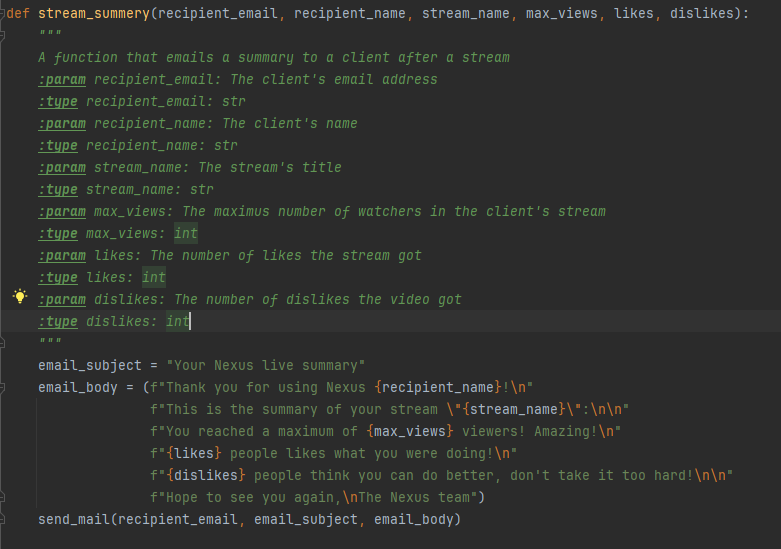 def stream_summery(recipient_email, recipient_name, stream_name, max_views, likes, dislikes):
    """
    A function that emails a summary to a client after a stream
    :param recipient_email: The client's email address
    :type recipient_email: str
    :param recipient_name: The client's name
    :type recipient_name: str
    :param stream_name: The stream's title
    :type stream_name: str
    :param max_views: The maximus number of watchers in the client's stream
    :type max_views: int
    :param likes: The number of likes the stream got
    :type likes: int
    :param dislikes: The number of dislikes the video got
    :type dislikes: int
    """
    email_subject = "Your Nexus live summary"
    email_body = (f"Thank you for using Nexus {recipient_name}!\n"
                  f"This is the summary of your stream \"{stream_name}\":\n\n"
                  f"You reached a maximum of {max_views} viewers! Amazing!\n"
                  f"{likes} people likes what you were doing!\n"
                  f"{dislikes} people think you can do better, don't take it too hard!\n\n"
                  f"Hope to see you again,\nThe Nexus team")
    send_mail(recipient_email, email_subject, email_body)